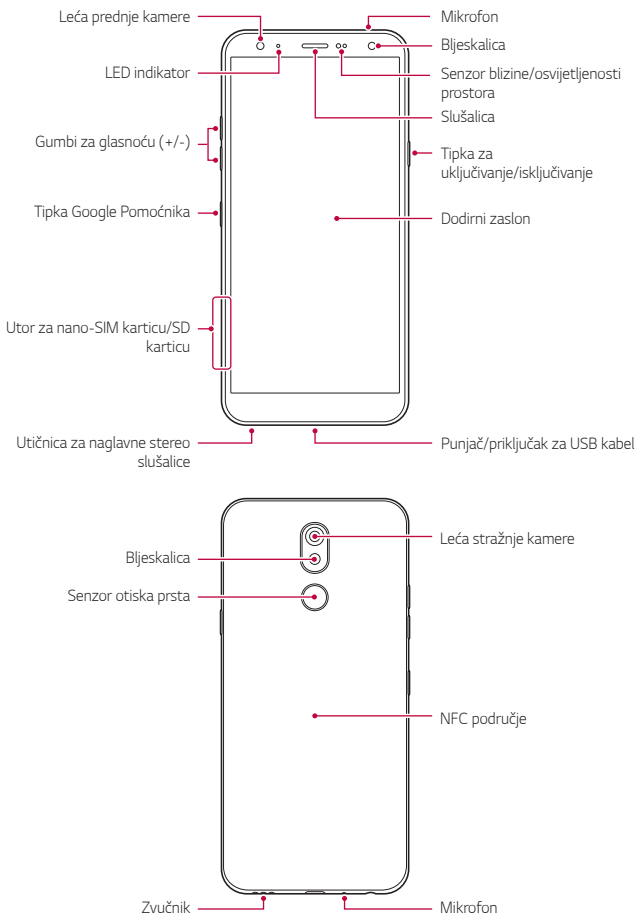 Leća prednje kamere
Mikrofon
Bljeskalica
LED indikator
Senzor blizine/osvijetljenosti
prostora
Slušalica
Gumbi za glasnoću (+/-)
Tipka za
uključivanje/isključivanje
Tipka Google Pomoćnika
Dodirni zaslon
Utor za nano-SIM karticu/SD
karticu
Utičnica za naglavne stereo
slušalice
Punjač/priključak za USB kabel
Leća stražnje kamere
Bljeskalica
Senzor otiska prsta
NFC područje
Zvučnik
Mikrofon